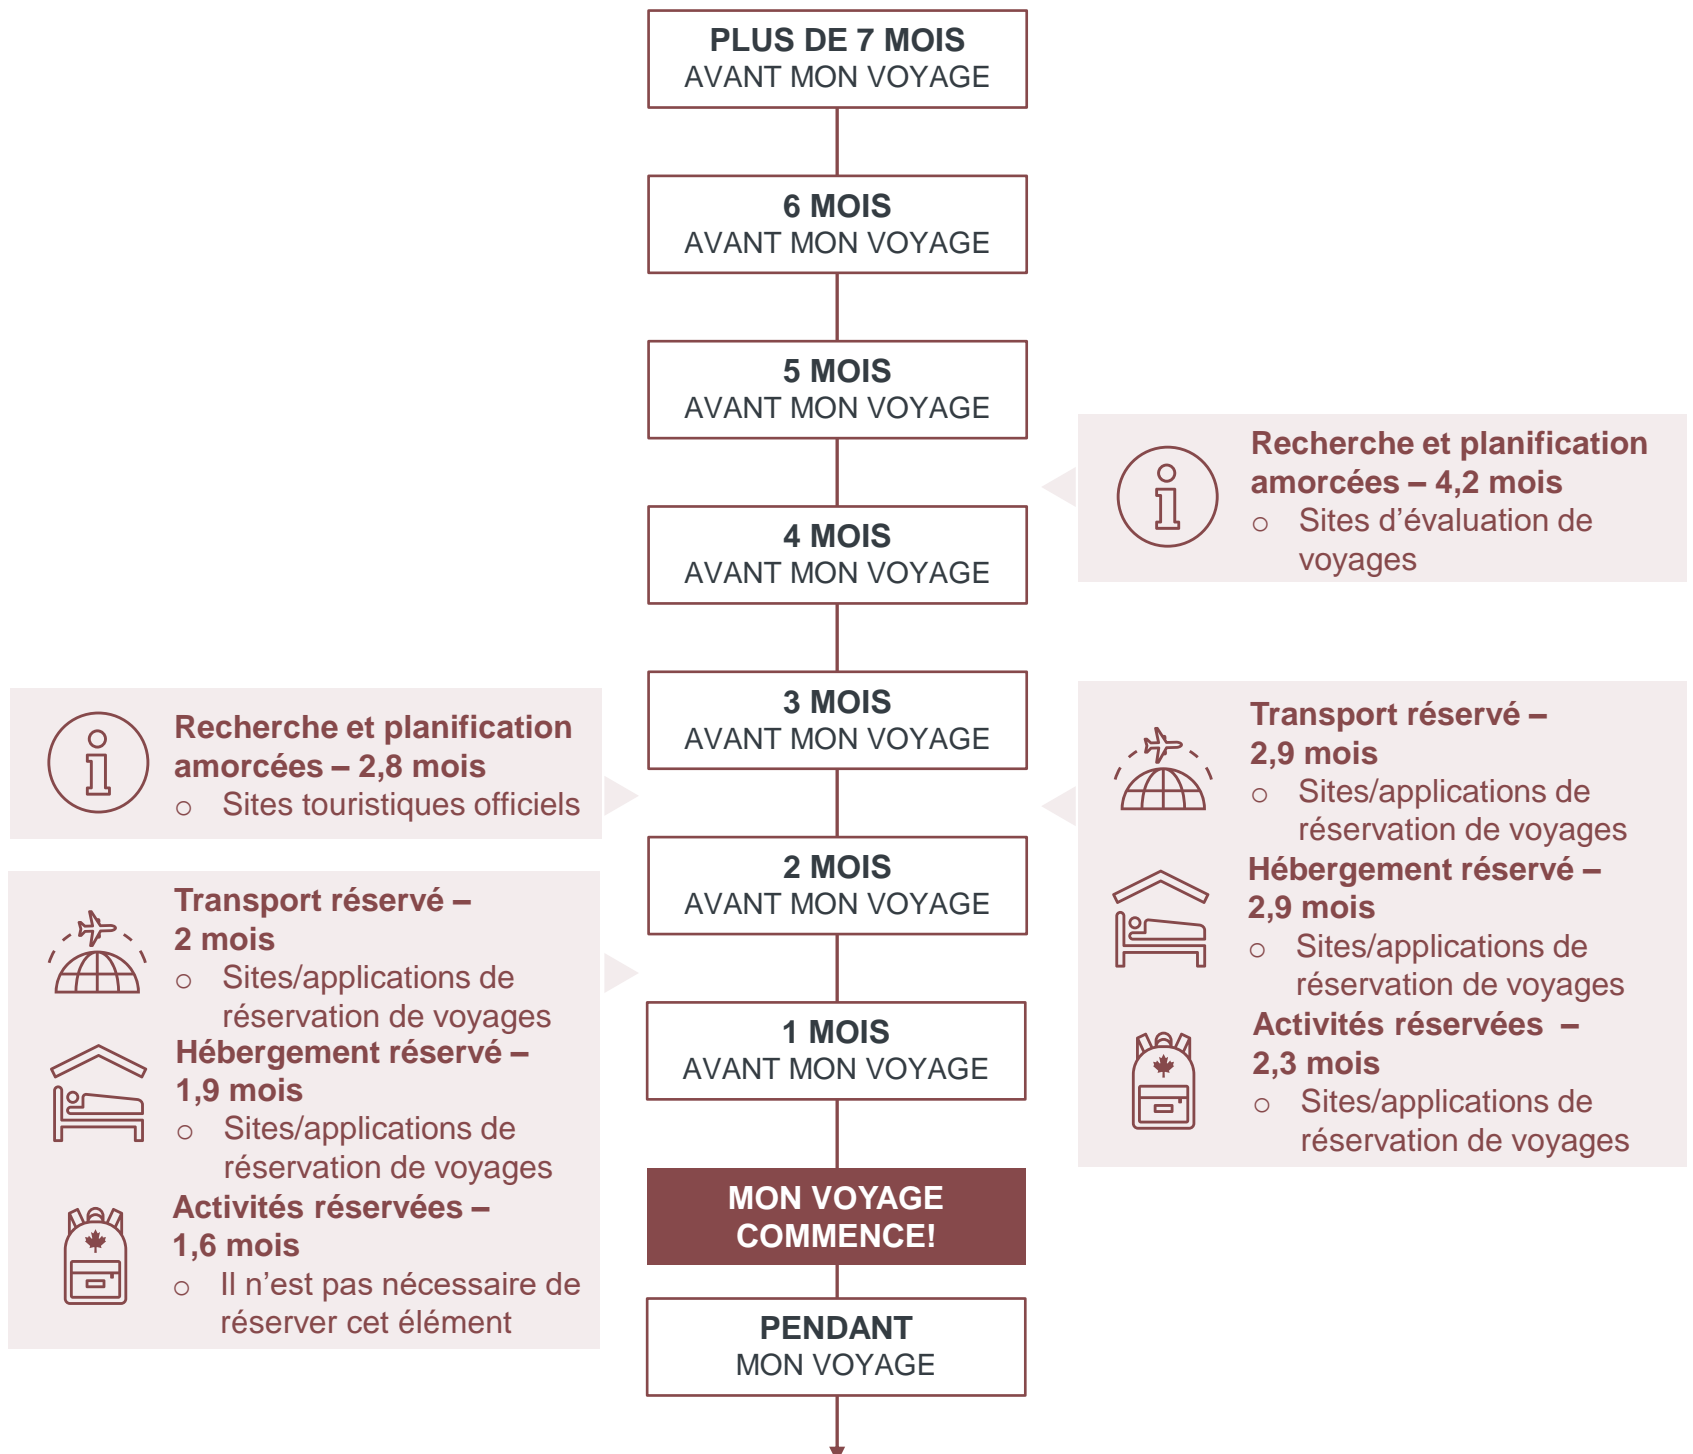 PLUS DE 7 MOIS
AVANT MON VOYAGE
6 MOIS
AVANT MON VOYAGE
5 MOIS
AVANT MON VOYAGE
4 MOIS
AVANT MON VOYAGE
3 MOIS
AVANT MON VOYAGE
2 MOIS
AVANT MON VOYAGE
1 MOIS
AVANT MON VOYAGE
MON VOYAGE
COMMENCE!
PENDANT
MON VOYAGE
Recherche et planification
amorcées – 2,8 mois
○ Sites touristiques officiels
Transport réservé –
2 mois
○ Sites/applications de
réservation de voyages
Hébergement réservé –
1,9 mois
○ Sites/applications de
réservation de voyages
Activités réservées –
1,6 mois
○ Il n’est pas nécessaire de
réserver cet élément
Recherche et planification
amorcées – 4,2 mois
○ Sites d’évaluation de
voyages
Transport réservé –
2,9 mois
○ Sites/applications de
réservation de voyages
Hébergement réservé –
2,9 mois
○ Sites/applications de
réservation de voyages
Activités réservées –
2,3 mois
○ Sites/applications de
réservation de voyages